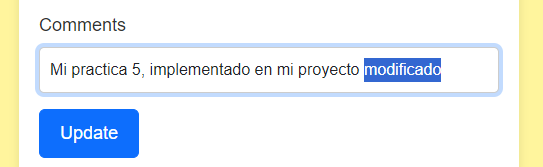 Comments
Mi practica 5, implementado en mi proyecto modificado
Update